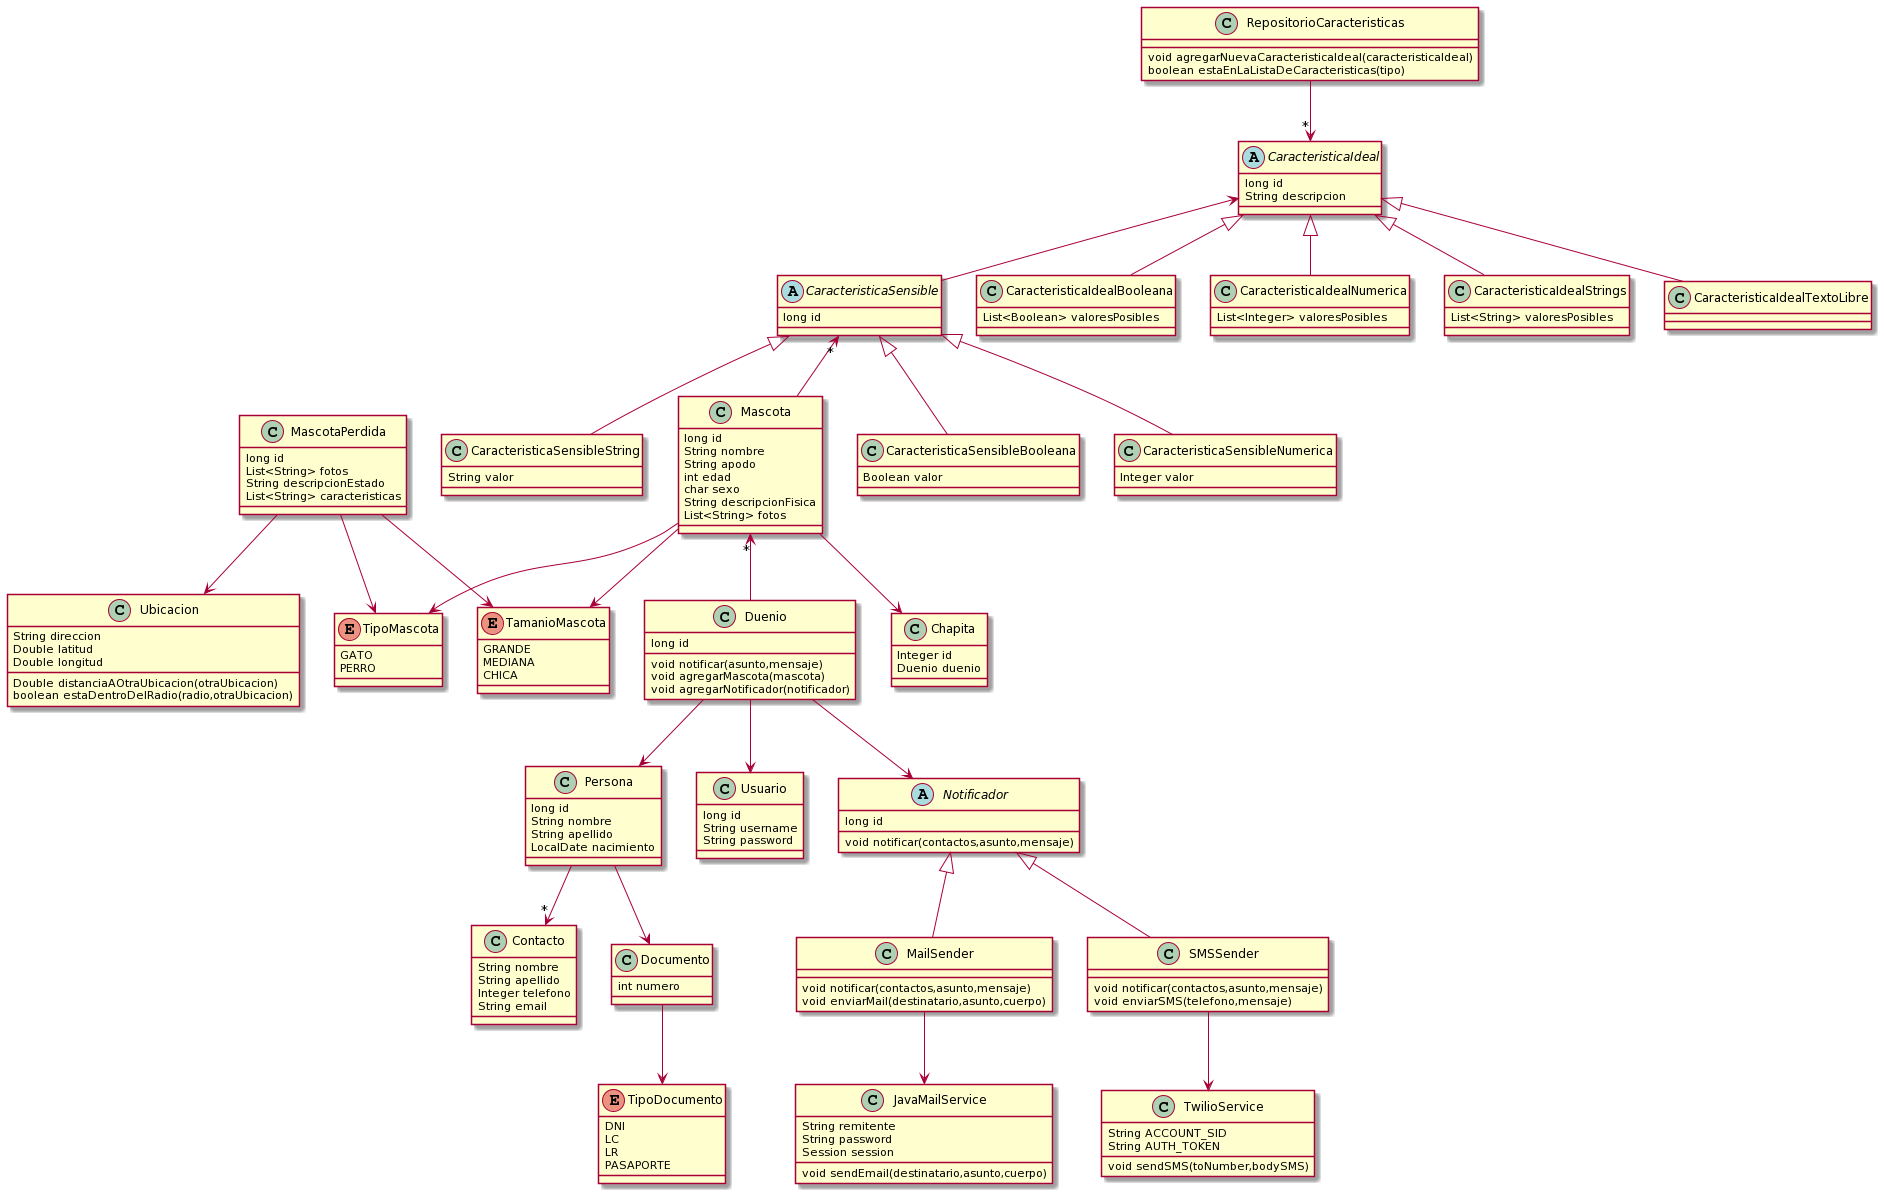 C RepositorioCaracteristicas
void agregarNuevaCaracteristicaIdeal(caracteristicaIdeal)
boolean estaEnLaListaDeCaracteristicas(tipo)
*
A CaracteristicaIdeal
long id
String descripcion
A CaracteristicaSensible
long id
C CaracteristicaIdealBooleana
List<Boolean> valoresPosibles
C CaracteristicaIdealNumerica
List<Integer> valoresPosibles
C CaracteristicaIdealStrings
List<String> valoresPosibles
C CaracteristicaIdealTextoLibre
*
C MascotaPerdida
long id
List<String> fotos
String descripcionEstado
List<String> caracteristicas
C CaracteristicaSensibleString
String valor
C Mascota
long id
String nombre
String apodo
int edad
char sexo
String descripcionFisica
List<String> fotos
C CaracteristicaSensibleBooleana
Boolean valor
C CaracteristicaSensibleNumerica
Integer valor
*
C Ubicacion
String direccion
Double latitud
Double longitud
Double distanciaAOtraUbicacion(otraUbicacion)
boolean estaDentroDelRadio(radio,otraUbicacion)
E TipoMascota
GATO
PERRO
E TamanioMascota
GRANDE
MEDIANA
CHICA
C Duenio
long id
void notificar(asunto,mensaje)
void agregarMascota(mascota)
void agregarNotificador(notificador)
C Chapita
Integer id
Duenio duenio
C Persona
long id
String nombre
String apellido
LocalDate nacimiento
C Usuario
long id
String username
String password
A Notificador
long id
void notificar(contactos,asunto,mensaje)
*
C Contacto
String nombre
String apellido
Integer telefono
String email
C Documento
int numero
C MailSender
void notificar(contactos,asunto,mensaje)
void enviarMail(destinatario,asunto,cuerpo)
C SMSSender
void notificar(contactos,asunto,mensaje)
void enviarSMS(telefono,mensaje)
E TipoDocumento
DNI
LC
LR
PASAPORTE
C JavaMailService
String remitente
String password
Session session
void sendEmail(destinatario,asunto,cuerpo)
C TwilioService
String ACCOUNT_SID
String AUTH_TOKEN
void sendSMS(toNumber,bodySMS)